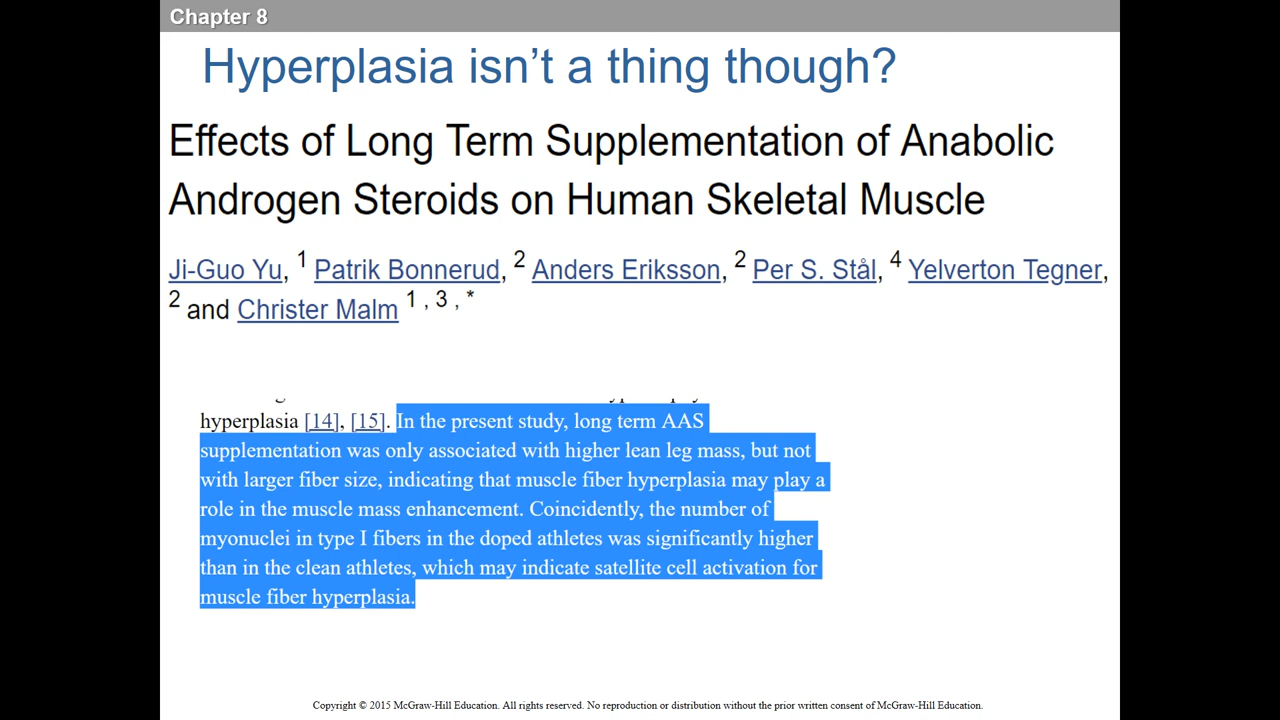 Chapter 8
Hyperplasia isn't a thing though?
Effects of Long Term Supplementation of Anabolic
Androgen Steroids on Human Skeletal Muscle
Ji-Guo Yu, 1 Patrik Bonnerud, 2 Anders Eriksson, 2 Per S. Stål, 4 Yelverton Tegner,
2 and Christer Malm 1 , 3 , *
hyperplasia [14], [15]. In the present study, long term AAS
supplementation was only associated with higher lean leg mass, but not
with larger fiber size, indicating that muscle fiber hyperplasia may play a
role in the muscle mass enhancement. Coincidently, the number of
myonuclei in type I fibers in the doped athletes was significantly higher
than in the clean athletes, which may indicate satellite cell activation for
muscle fiber hyperplasia.
Copyright © 2015 McGraw-Hill Education. All rights reserved. No reproduction or distribution without the prior written consent of McGraw-Hill Education.